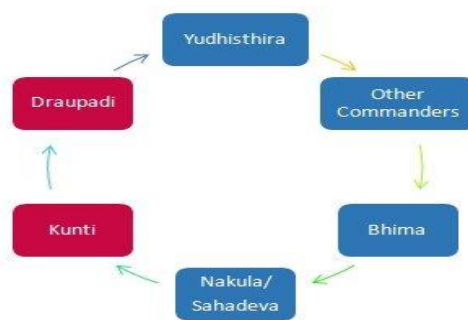 Yudhisthira
Other
Commanders
Bhima
Nakula/
Sahadeva
Kunti
Draupadi